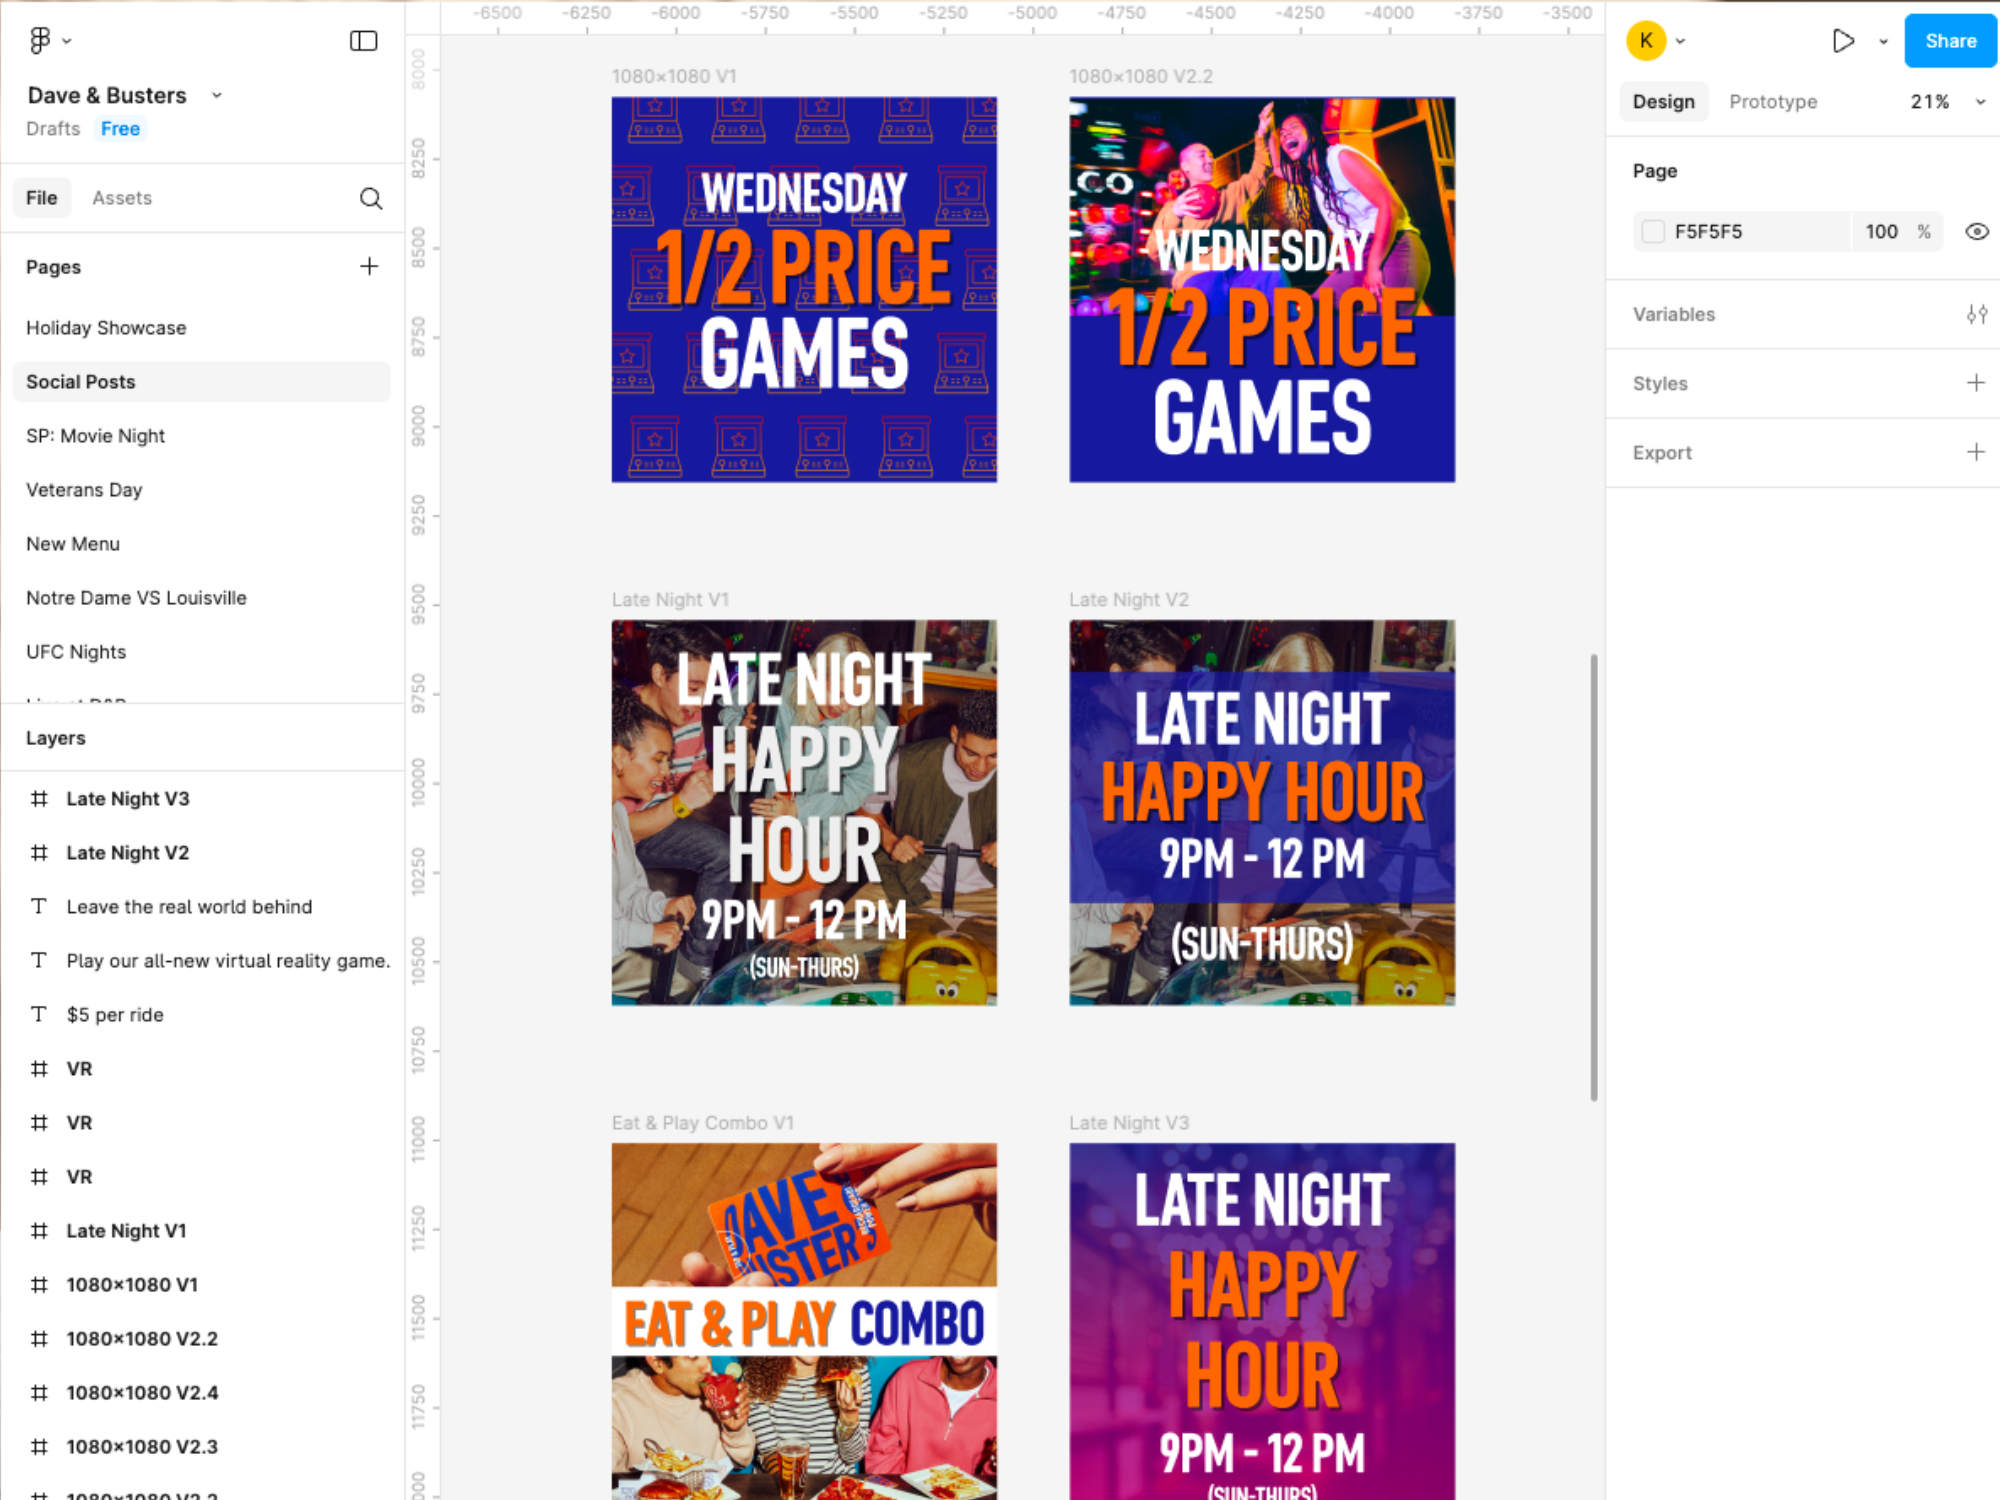 Dave & Busters
Drafts Free
File Assets
Pages
Holiday Showcase
Social Posts
SP: Movie Night
Veterans Day
New Menu
Notre Dame VS Louisville
UFC Nights
Layers
Late Night V3
Late Night V2
Leave the real world behind
Play our all-new virtual reality game.
$5 per ride
VR
VR
VR
Late Night V1
1080×1080 V1
1080×1080 V2.2
1080×1080 V2.4
1080×1080 V2.3
-6500 -6250 -6000 -5750 -5500 -5250 -5000 -4750 -4500 -4250 -4000 -3750 -3500
8000
8250
8500
8750
9000
9250
9500
9750
10000
10250
10500
10750
11000
11250
11500
11750
1080×1080 V1
WEDNESDAY
1/2 PRICE
GAMES
1080×1080 V2.2
WEDNESDAY
1/2 PRICE
GAMES
Late Night V1
LATE NIGHT
HAPPY
HOUR
9PM - 12 PM
(SUN-THURS)
Late Night V2
LATE NIGHT
HAPPY HOUR
9PM - 12 PM
(SUN-THURS)
Eat & Play Combo V1
EAT & PLAY COMBO
Late Night V3
LATE NIGHT
HAPPY
HOUR
9PM - 12 PM
(SUN-THURS)
K
Share
Design Prototype 21%
Page
F5F5F5 100 %
Variables
Styles
Export